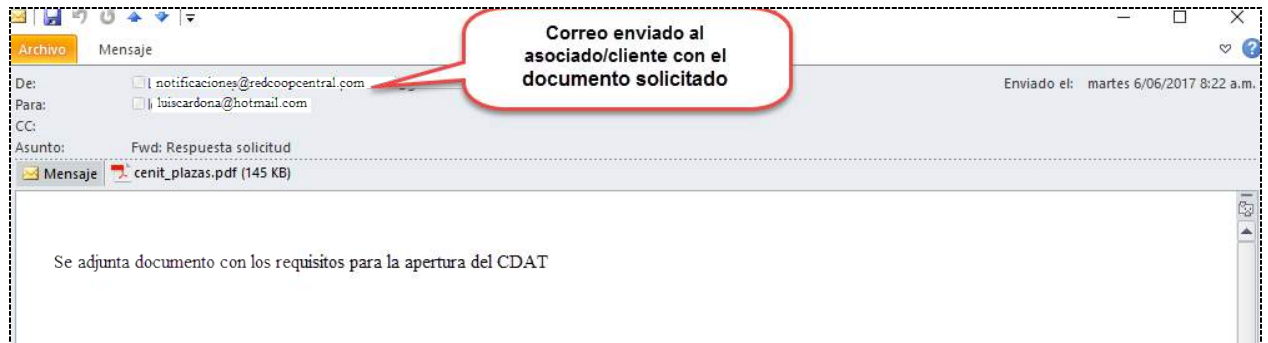 Correo enviado al
asociado/cliente con el
documento solicitado
Archivo Mensaje
De: notificaciones@redcoopcentral.com
Enviado el: martes 6/06/2017 8:22 a.m.
Para: luiscardona@hotmail.com
CC:
Asunto: Fwd: Respuesta solicitud
Mensaje cenit_plazas.pdf (145 KB)
Se adjunta documento con los requisitos para la apertura del CDAT